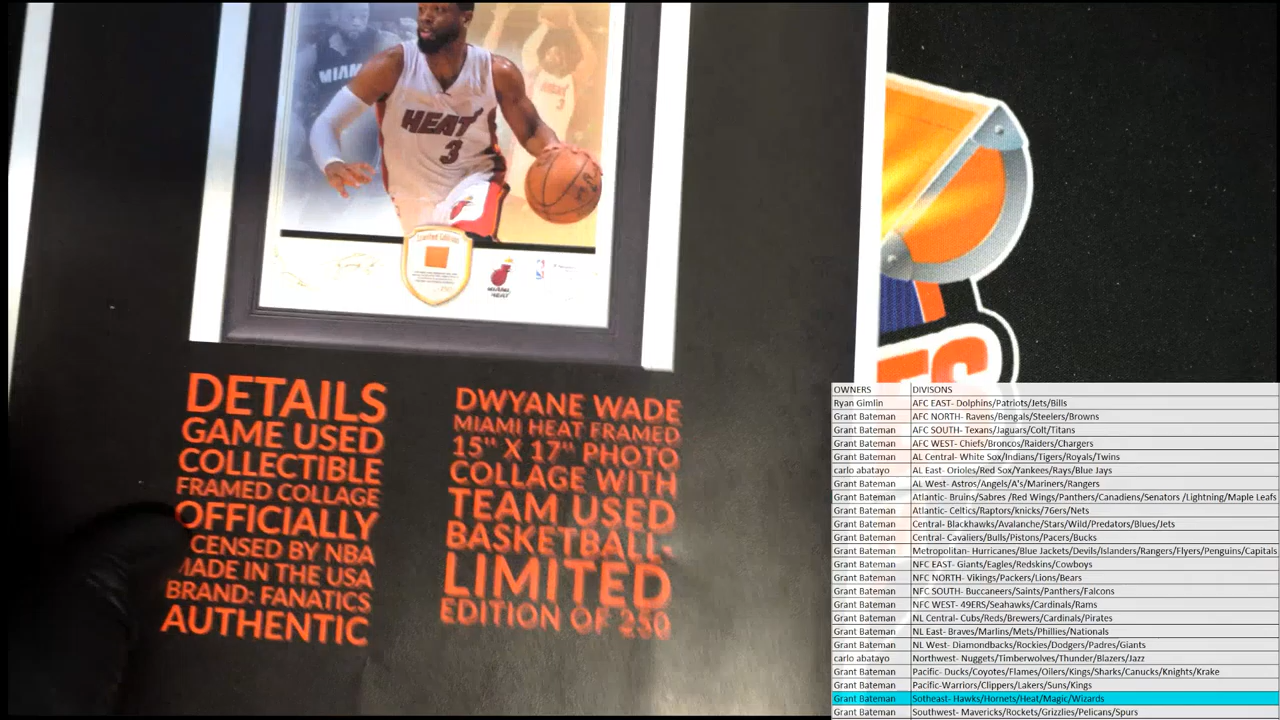 MIAM
HEAT
3
3
Limited Edition
MIAMI
HEAT
DETAILS
GAME USED
COLLECTIBLE
FRAMED COLLAGE
OFFICIALLY
ICENSED BY NBA
MADE IN THE USA
BRAND: FANATICS
AUTHENTIC
DWYANE WADE
MIAMI HEAT FRAMED
15" X 17" PHOTO
COLLAGE WITH
TEAM USED
BASKETBALL-
LIMITED
EDITION OF 250
OWNERS DIVISONS
Ryan Gimlin AFC EAST- Dolphins/Patriots/Jets/Bills
Grant Bateman AFC NORTH- Ravens/Bengals/Steelers/Browns
Grant Bateman AFC SOUTH- Texans/Jaguars/Colt/Titans
Grant Bateman AFC WEST- Chiefs/Broncos/Raiders/Chargers
Grant Bateman AL Central- White Sox/Indians/Tigers/Royals/Twins
carlo abatayo AL East- Orioles/Red Sox/Yankees/Rays/Blue Jays
Grant Bateman AL West- Astros/Angels/A's/Mariners/Rangers
Grant Bateman Atlantic- Bruins/Sabres /Red Wings/Panthers/Canadiens/Senators /Lightning/Maple Leafs
Grant Bateman Atlantic- Celtics/Raptors/knicks/76ers/Nets
Grant Bateman Central- Blackhawks/Avalanche/Stars/Wild/Predators/Blues/Jets
Grant Bateman Central- Cavaliers/Bulls/Pistons/Pacers/Bucks
Grant Bateman Metropolitan- Hurricanes/Blue Jackets/Devils/Islanders/Rangers/Flyers/Penguins/Capitals
Grant Bateman NFC EAST- Giants/Eagles/Redskins/Cowboys
Grant Bateman NFC NORTH- Vikings/Packers/Lions/Bears
Grant Bateman NFC SOUTH- Buccaneers/Saints/Panthers/Falcons
Grant Bateman NFC WEST- 49ERS/Seahawks/Cardinals/Rams
Grant Bateman NL Central- Cubs/Reds/Brewers/Cardinals/Pirates
Grant Bateman NL East- Braves/Marlins/Mets/Phillies/Nationals
Grant Bateman NL West- Diamondbacks/Rockies/Dodgers/Padres/Giants
carlo abatayo Northwest- Nuggets/Timberwolves/Thunder/Blazers/Jazz
Grant Bateman Pacific- Ducks/Coyotes/Flames/Oilers/Kings/Sharks/Canucks/Knights/Krake
Grant Bateman Pacific-Warriors/Clippers/Lakers/Suns/Kings
Grant Bateman Sotheast- Hawks/Hornets/Heat/Magic/Wizards
Grant Bateman Southwest- Mavericks/Rockets/Grizzlies/Pelicans/Spurs